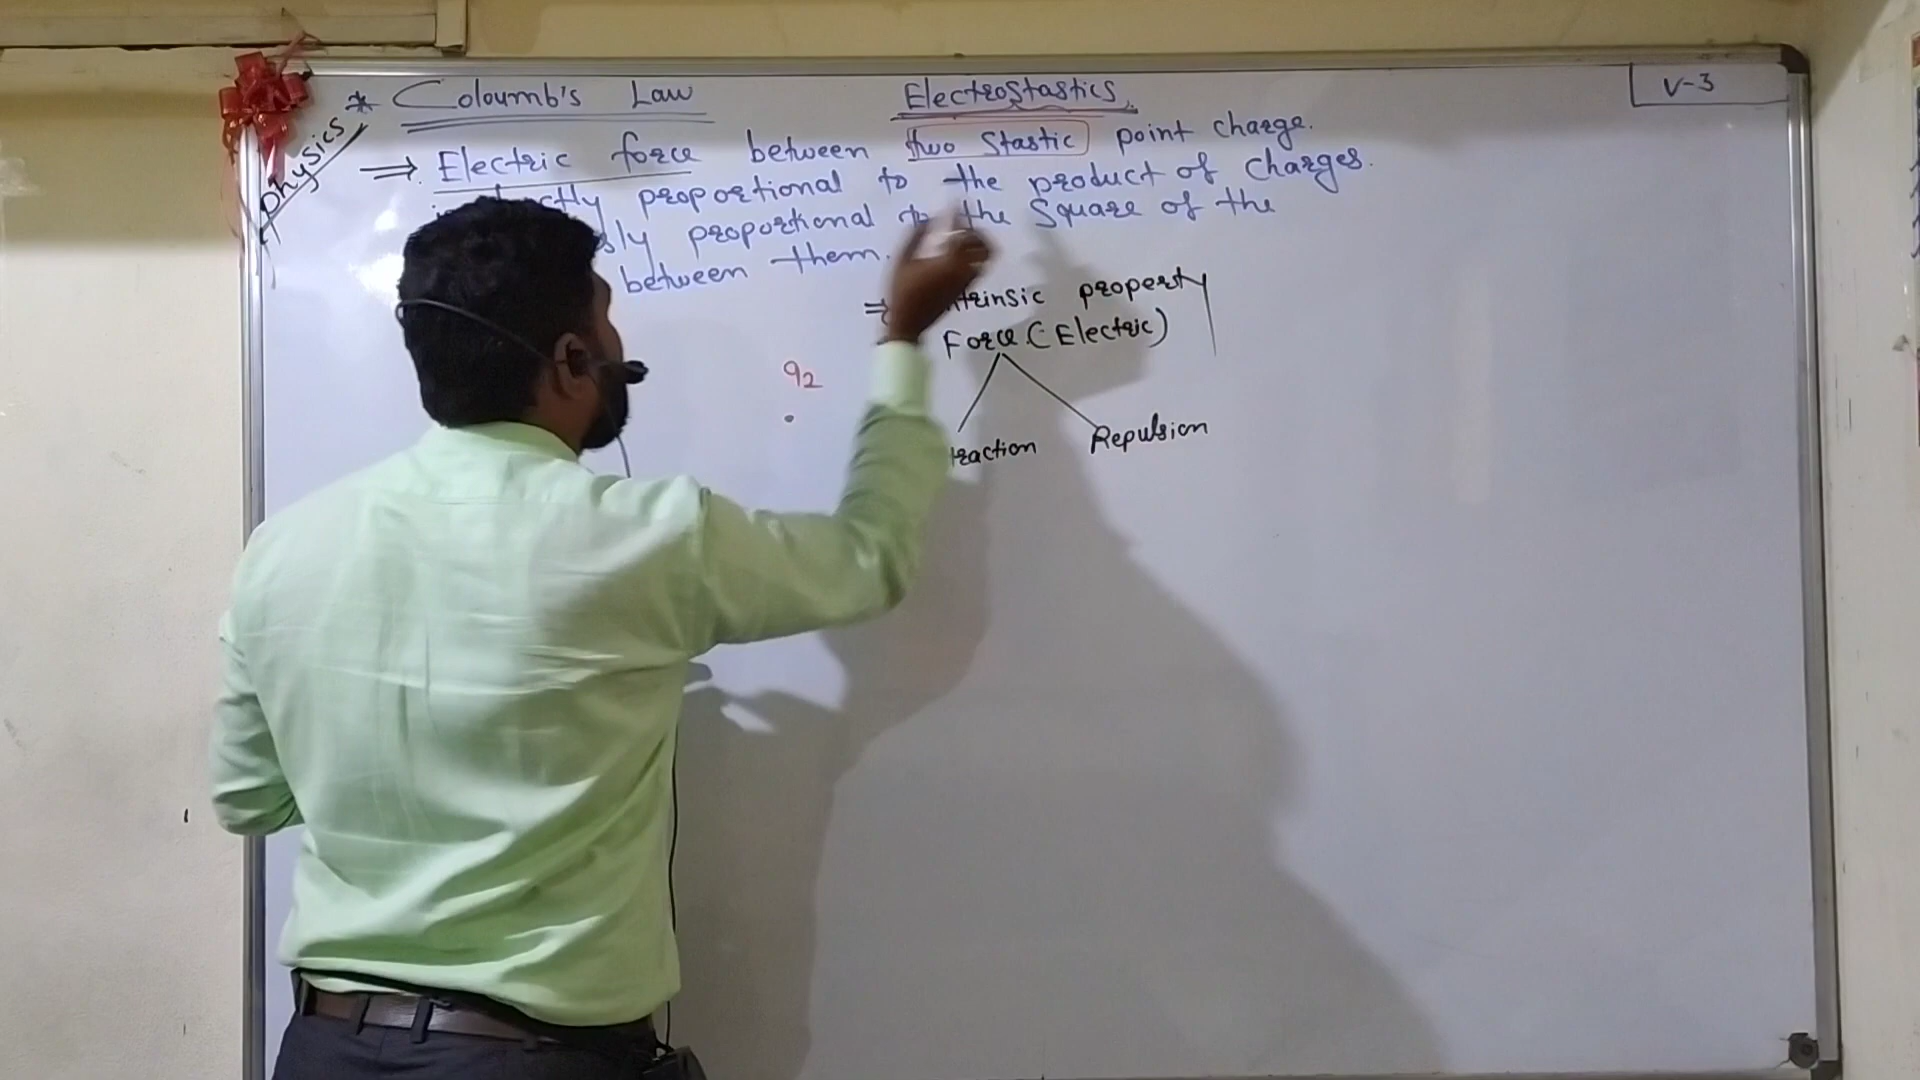 physics
* Coloumb's Law
Electrostastics
V-3
⇒ Electric force between two Stastic point charge.
proportional to the product of charges.
proportional to the Square of the
between them.
⇒ property
Force (Electric)
q2
Repulsion